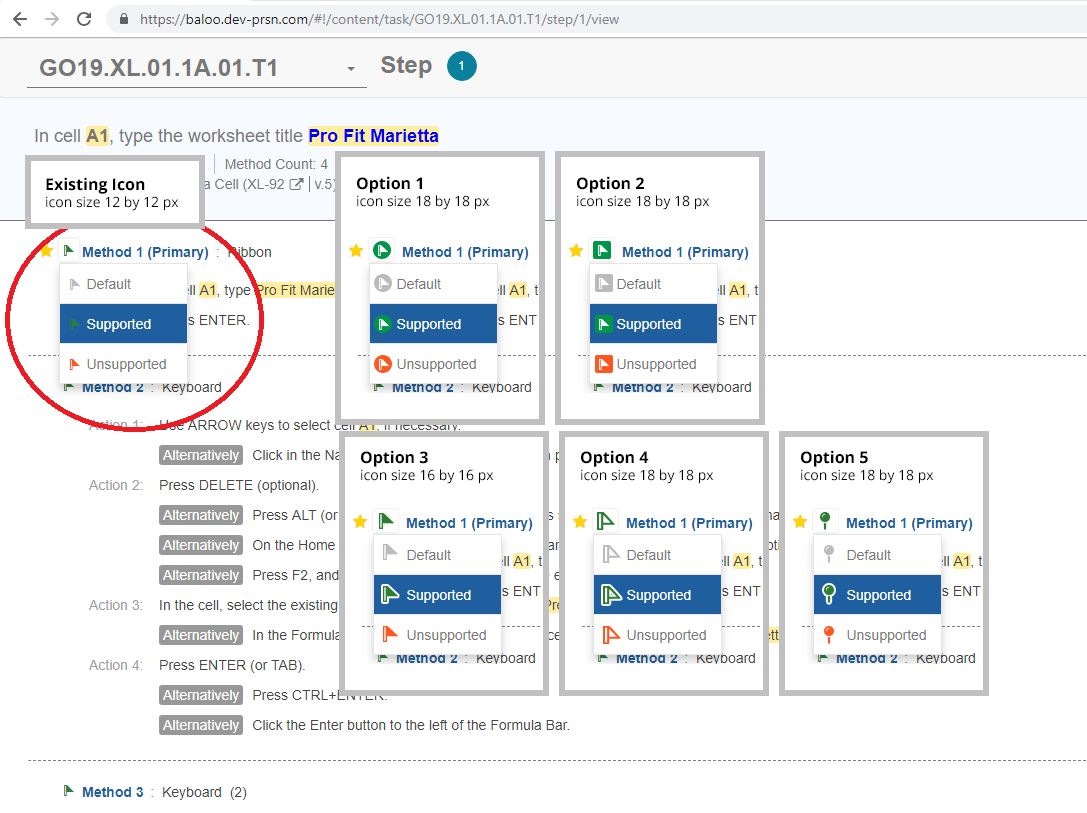 https://baloo.dev-prsn.com/#!/content/task/GO19.XL.01.1A.01.T1/step/1/view
GO19.XL.01.1A.01.T1 Step 1
In cell A1, type the worksheet title Pro Fit Marietta
Method Count: 4
a Cell (XL-92 | v.5)
Existing Icon
icon size 12 by 12 px
Option 1
icon size 18 by 18 px
Option 2
icon size 18 by 18 px
Method 1 (Primary) : Ribbon
Method 1 (Primary)
Method 1 (Primary)
Default
ell A1, type Pro Fit Marie
Default
ell A1, t
Default
ell A1, t
Supported
s ENTER.
Supported
s ENT
Supported
s ENT
Unsupported
Unsupported
Unsupported
Method 2 : Keyboard
Method 2 : Keyboard
Method 2 : Keyboard
Action 1: Use ARROW keys to select cell A1, if necessary.
Alternatively Click in the Na
Action 2: Press DELETE (optional).
Alternatively Press ALT (or
Alternatively On the Home
Alternatively Press F2, and
Action 3: In the cell, select the existing
Alternatively In the Formula
Action 4: Press ENTER (or TAB).
Alternatively Press CTRL+ENTER.
Alternatively Click the Enter button to the left of the Formula Bar.
Option 3
icon size 16 by 16 px
Option 4
icon size 18 by 18 px
Option 5
icon size 18 by 18 px
Method 1 (Primary)
Method 1 (Primary)
Method 1 (Primary)
Default
ell A1, t
Default
ell A1, t
Default
ell A1, t
Supported
s ENT
Supported
s ENT
Supported
s ENT
Unsupported
Unsupported
Unsupported
Method 2 : Keyboard
Method 2 : Keyboard
Method 2 : Keyboard
Method 3 : Keyboard (2)